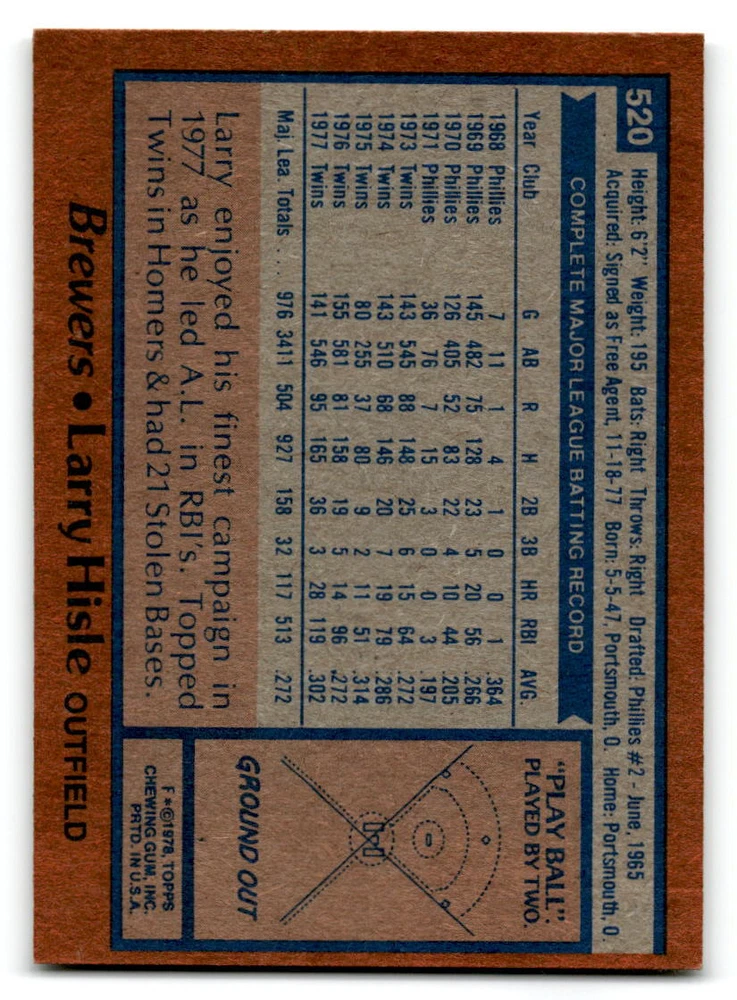 520
Height: 6'2" Weight: 195 Bats: Right Throws: Right Drafted: Phillies #2 - June, 1965
Acquired: Signed as Free Agent, 11-18-77 Born: 5-5-47, Portsmouth, O. Home: Portsmouth, O.
COMPLETE MAJOR LEAGUE BATTING RECORD
Year Club G AB R H 2B 3B HR RBI AVG.
1968 Phillies 7 11 1 4 1 0 0 1 .364
1969 Phillies 145 482 75 128 23 5 20 56 .266
1970 Phillies 126 405 52 83 22 4 10 44 .205
1971 Phillies 36 76 7 15 3 0 0 3 .197
1973 Twins 143 545 88 148 25 6 15 64 .272
1974 Twins 143 510 68 146 20 7 19 79 .286
1975 Twins 80 255 37 80 9 2 11 51 .314
1976 Twins 155 581 81 158 19 5 14 96 .272
1977 Twins 141 546 95 165 36 3 28 119 .302
Maj. Lea. Totals . . . 976 3411 504 927 158 32 117 513 .272
Larry enjoyed his finest campaign in
1977 as he led A.L. in RBI's. Topped
Twins in Homers & had 21 Stolen Bases.
"PLAY BALL"
PLAYED BY TWO.
GROUND OUT
F*©1978, TOPPS
CHEWING GUM, INC.
PRTD. IN U.S.A.
Brewers • Larry Hisle OUTFIELD